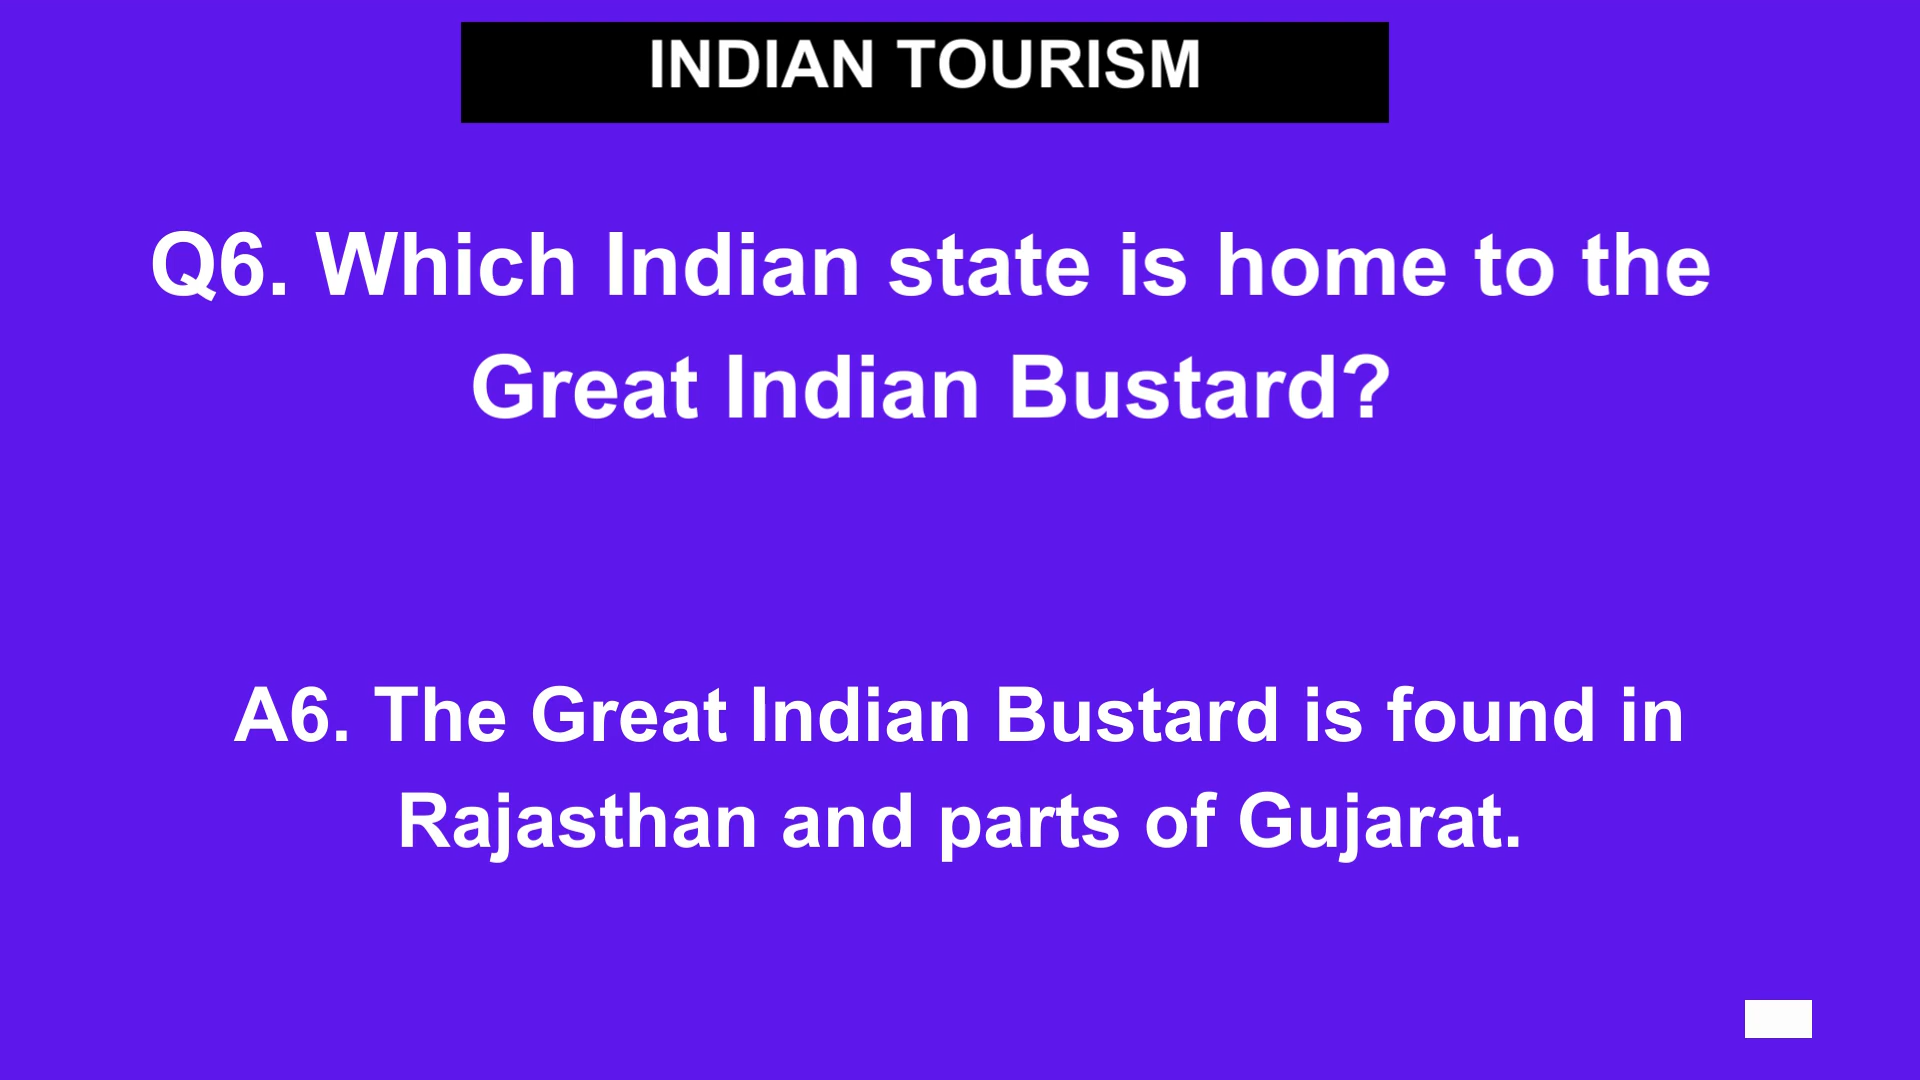 INDIAN TOURISM
Q6. Which Indian state is home to the
Great Indian Bustard?
A6. The Great Indian Bustard is found in
Rajasthan and parts of Gujarat.